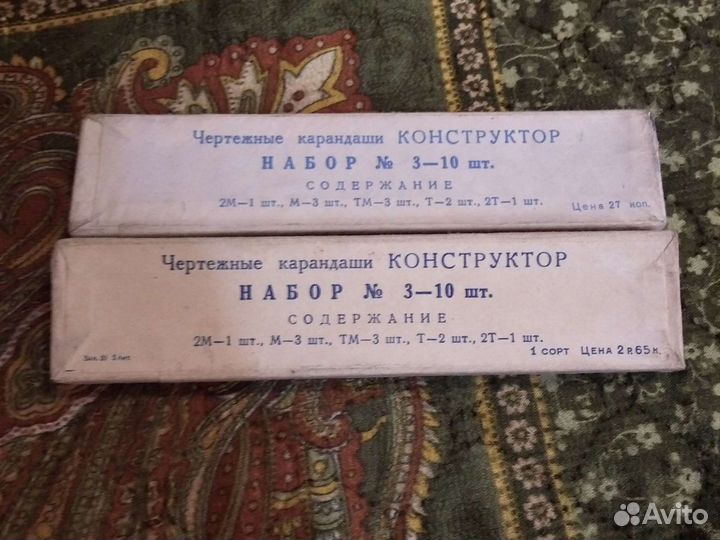 Чертежные карандаши КОНСТРУКТОР
НАБОР № 3—10 шт.
СОДЕРЖАНИЕ
2М—1 шт., М—3 шт., ТМ—3 шт., Т—2 шт., 2Т—1 шт.
Цена 27 коп.
Чертежные карандаши КОНСТРУКТОР
НАБОР № 3—10 шт.
СОДЕРЖАНИЕ
2М—1 шт., М—3 шт., ТМ—3 шт., Т—2 шт., 2Т—1 шт.
1 СОРТ ЦЕНА 2 Р. 65 К.
Avito